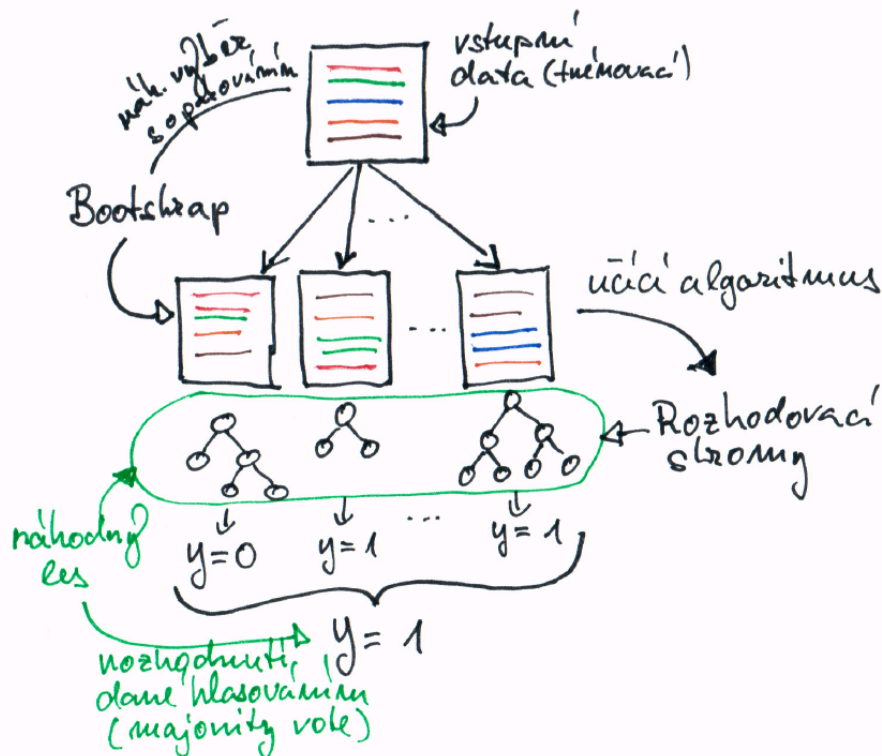 náh. výběr
s opakováním
vstupní
data (trénovací)
Bootstrap
...
učící algoritmus
...
Rozhodovací
stromy
náhodný
les
y=0
y=1
...
y=1
y=1
rozhodnutí,
dané hlasováním
(majority vote)